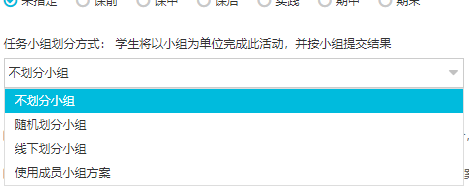 未指定 课前 课中 课后 实践 期中 期末
任务小组划分方式： 学生将以小组为单位完成此活动，并按小组提交结果
不划分小组
不划分小组
随机划分小组
线下划分小组
使用成员小组方案